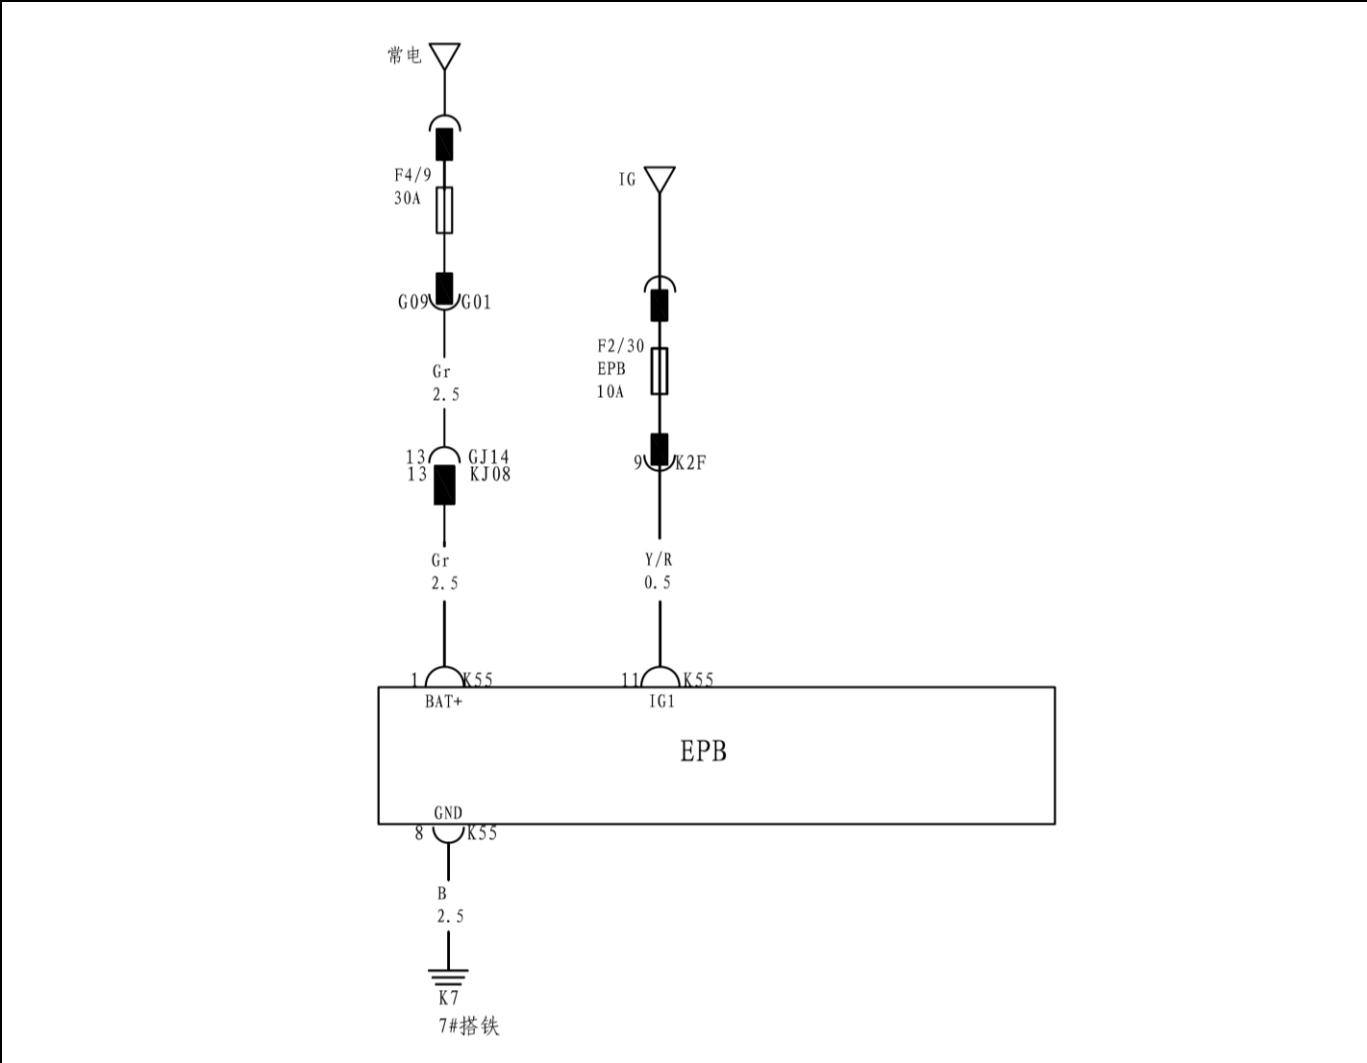 常电
F4/9
30A
IG
G09 G01
F2/30
EPB
10A
Gr
2.5
13 GJ14
13 KJ08
9 K2F
Gr
2.5
Y/R
0.5
1 K55
11 K55
BAT+
IG1
EPB
GND
8 K55
B
2.5
K7
7#搭铁